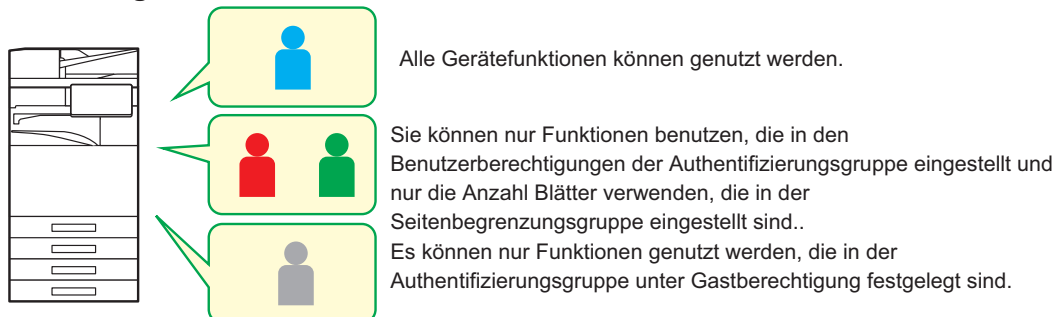 Alle Gerätefunktionen können genutzt werden.
Sie können nur Funktionen benutzen, die in den
Benutzerberechtigungen der Authentifizierungsgruppe eingestellt und
nur die Anzahl Blätter verwenden, die in der
Seitenbegrenzungsgruppe eingestellt sind..
Es können nur Funktionen genutzt werden, die in der
Authentifizierungsgruppe unter Gastberechtigung festgelegt sind.